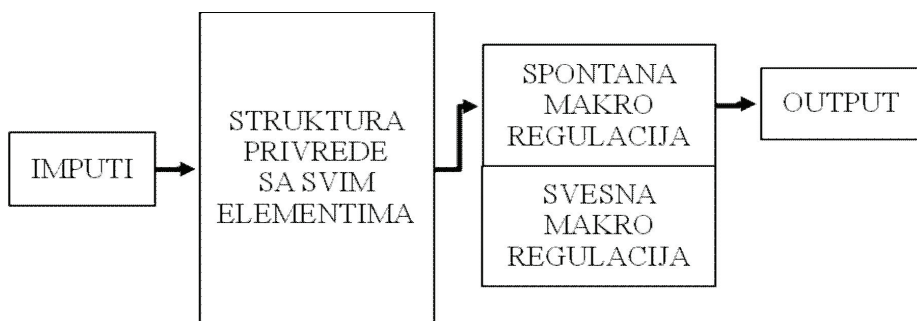 IMPUTI
STRUKTURA
PRIVREDE
SA SVIM
ELEMENTIMA
SPONTANA
MAKRO
REGULACIJA
SVESNA
MAKRO
REGULACIJA
OUTPUT